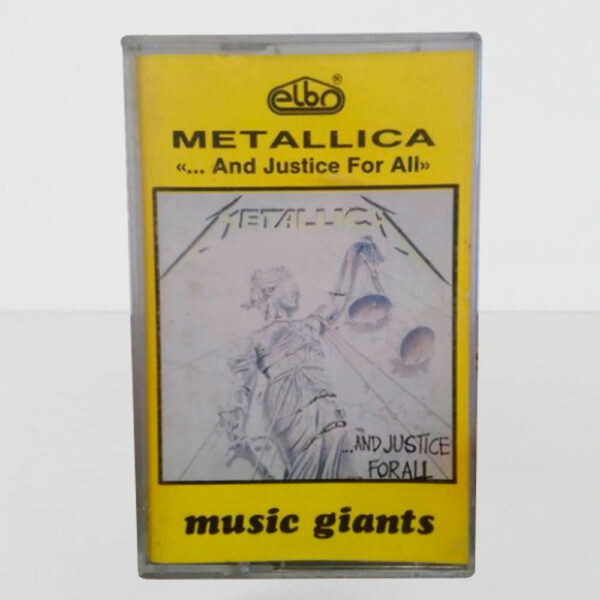 elbo®
METALLICA
«... And Justice For All»
METALLICA
...AND JUSTICE
... FOR ALL
music giants